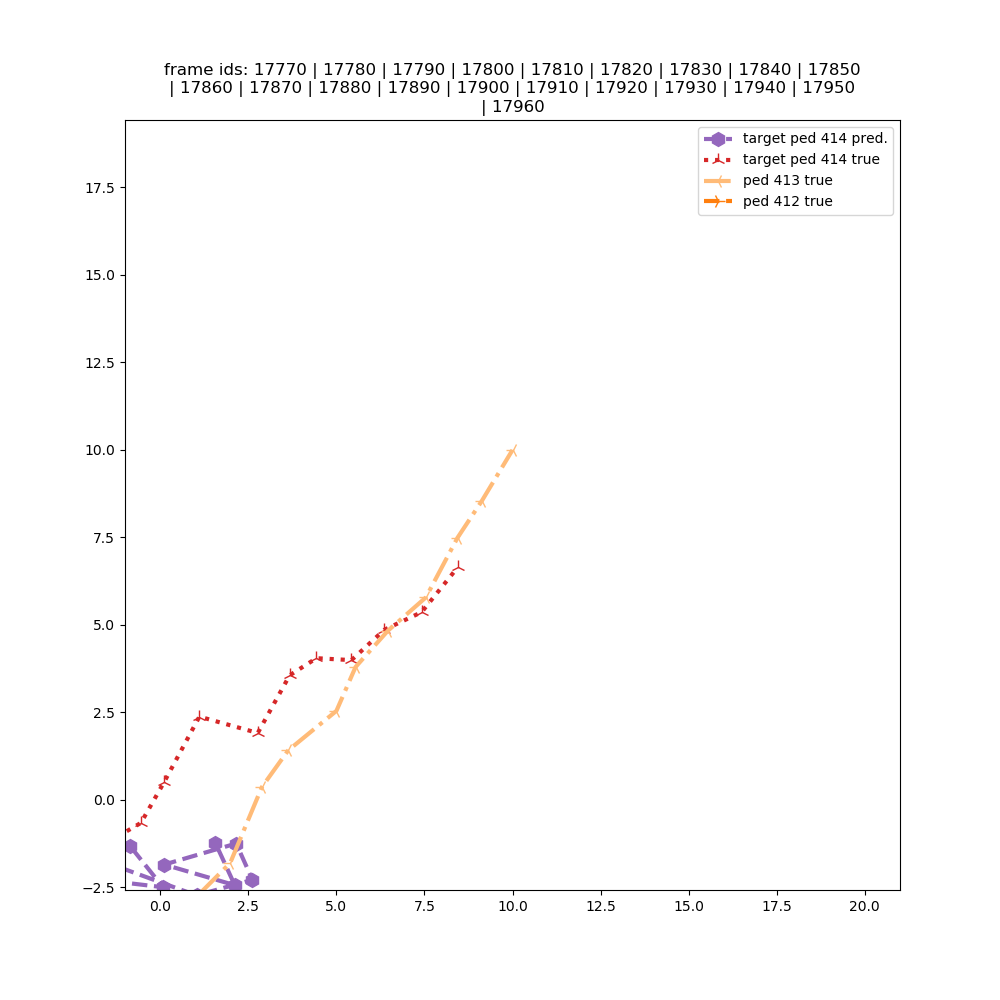 frame ids: 17770 | 17780 | 17790 | 17800 | 17810 | 17820 | 17830 | 17840 | 17850
| 17860 | 17870 | 17880 | 17890 | 17900 | 17910 | 17920 | 17930 | 17940 | 17950
| 17960
target ped 414 pred.
target ped 414 true
ped 413 true
ped 412 true
17.5
15.0
12.5
10.0
7.5
5.0
2.5
0.0
−2.5
0.0 2.5 5.0 7.5 10.0 12.5 15.0 17.5 20.0